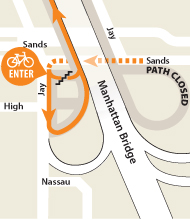 Jay
Sands
Sands
ENTER
PATH CLOSED
Jay
High
Manhattan Bridge
Nassau